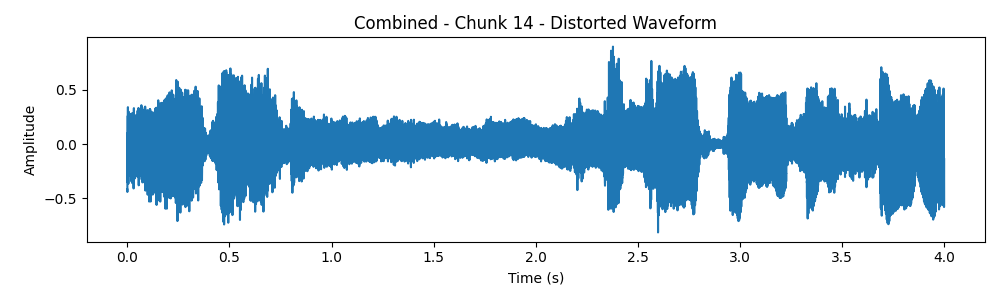 Combined - Chunk 14 - Distorted Waveform
Amplitude
0.5
0.0
−0.5
0.0 0.5 1.0 1.5 2.0 2.5 3.0 3.5 4.0
Time (s)